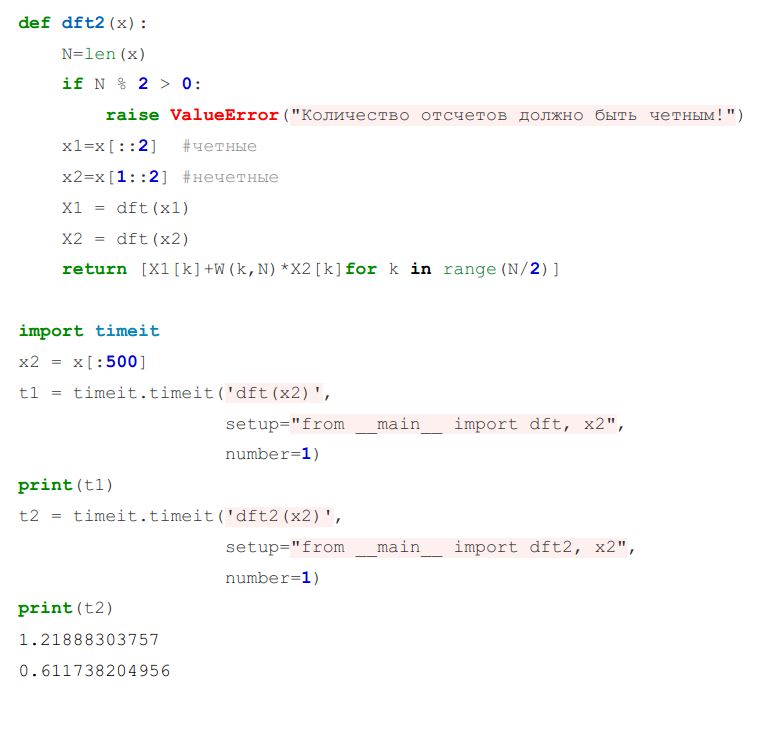 def dft2(x):
    N=len(x)
    if N % 2 > 0:
        raise ValueError("Количество отсчетов должно быть четным!")
    x1=x[::2]  #четные
    x2=x[1::2] #нечетные
    X1 = dft(x1)
    X2 = dft(x2)
    return [X1[k]+W(k,N)*X2[k]for k in range(N/2)]

import timeit
x2 = x[:500]
t1 = timeit.timeit('dft(x2)',
                   setup="from __main__ import dft, x2",
                   number=1)
print(t1)
t2 = timeit.timeit('dft2(x2)',
                   setup="from __main__ import dft2, x2",
                   number=1)
print(t2)
1.21888303757
0.611738204956